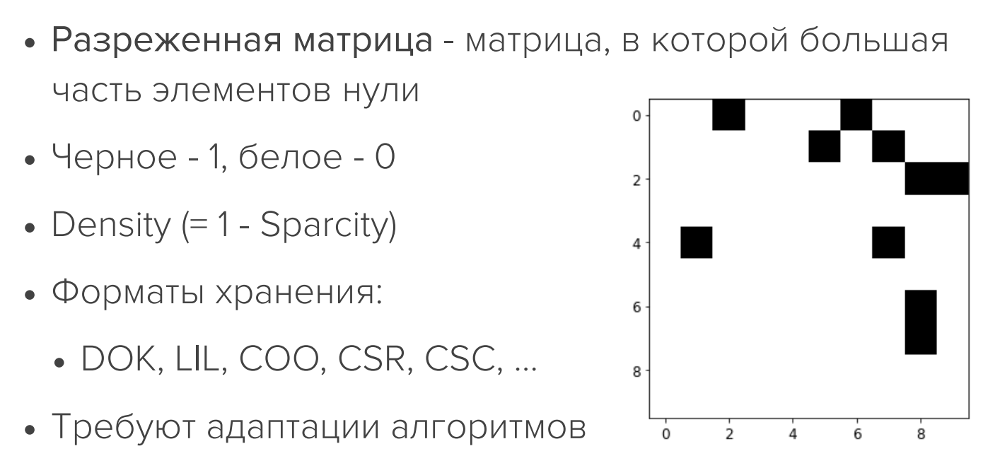 • Разреженная матрица - матрица, в которой большая
часть элементов нули
• Черное - 1, белое - 0
• Density (= 1 - Sparcity)
• Форматы хранения:
• DOK, LIL, COO, CSR, CSC, ...
• Требуют адаптации алгоритмов
0
2
4
6
8
0 2 4 6 8